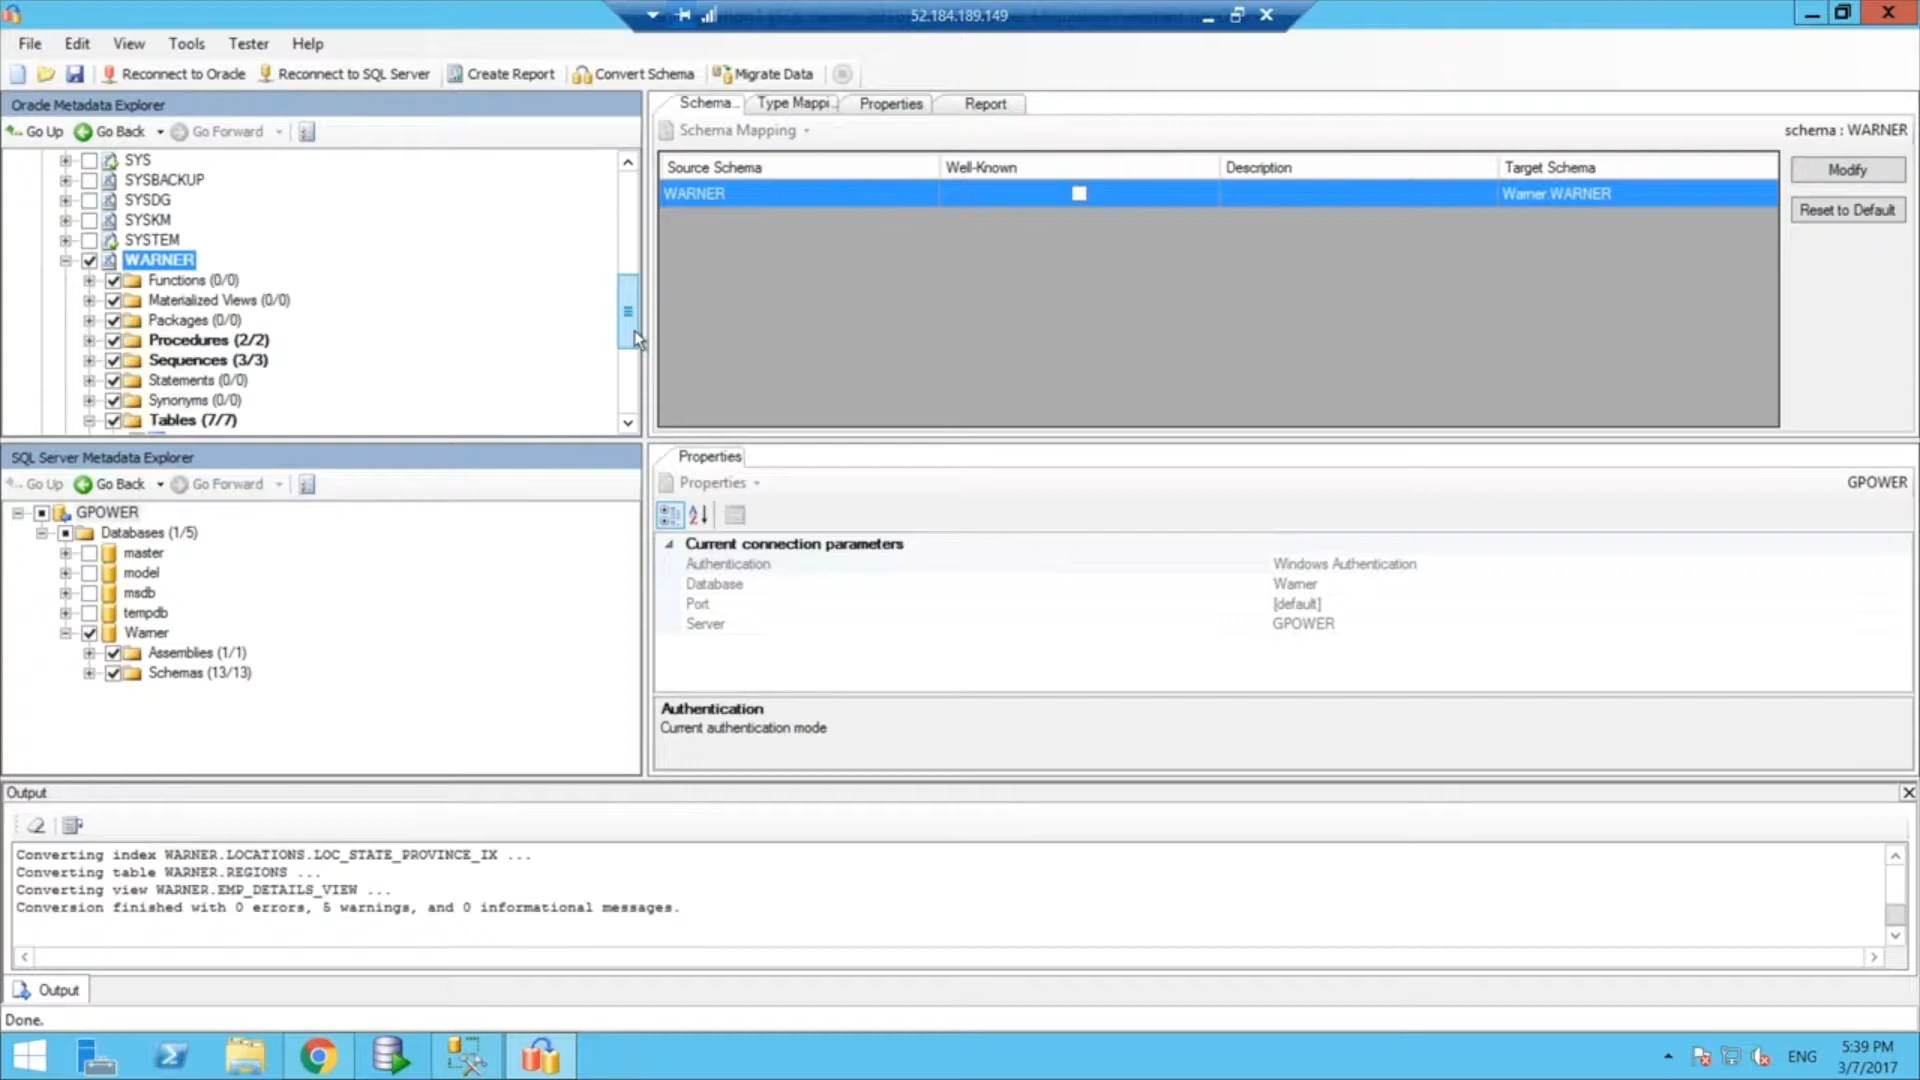 52.184.189.149
File Edit View Tools Tester Help
Reconnect to Oracle Reconnect to SQL Server Create Report Convert Schema Migrate Data
Oracle Metadata Explorer
Go Up Go Back Go Forward
SYS
SYSBACKUP
SYSDG
SYSKM
SYSTEM
WARNER
Functions (0/0)
Materialized Views (0/0)
Packages (0/0)
Procedures (2/2)
Sequences (3/3)
Statements (0/0)
Synonyms (0/0)
Tables (7/7)
Schema... Type Mappi... Properties Report
Schema Mapping
schema : WARNER
Source Schema Well-Known Description Target Schema
WARNER Warner.WARNER
Modify
Reset to Default
SQL Server Metadata Explorer
Go Up Go Back Go Forward
GPOWER
Databases (1/5)
master
model
msdb
tempdb
Warner
Assemblies (1/1)
Schemas (13/13)
Properties
Properties
GPOWER
Current connection parameters
Authentication Windows Authentication
Database Warner
Port [default]
Server GPOWER
Authentication
Current authentication mode
Output
Converting index WARNER.LOCATIONS.LOC_STATE_PROVINCE_IX ...
Converting table WARNER.REGIONS ...
Converting view WARNER.EMP_DETAILS_VIEW ...
Conversion finished with 0 errors, 5 warnings, and 0 informational messages.
Output
Done.
ENG
5:39 PM
3/7/2017